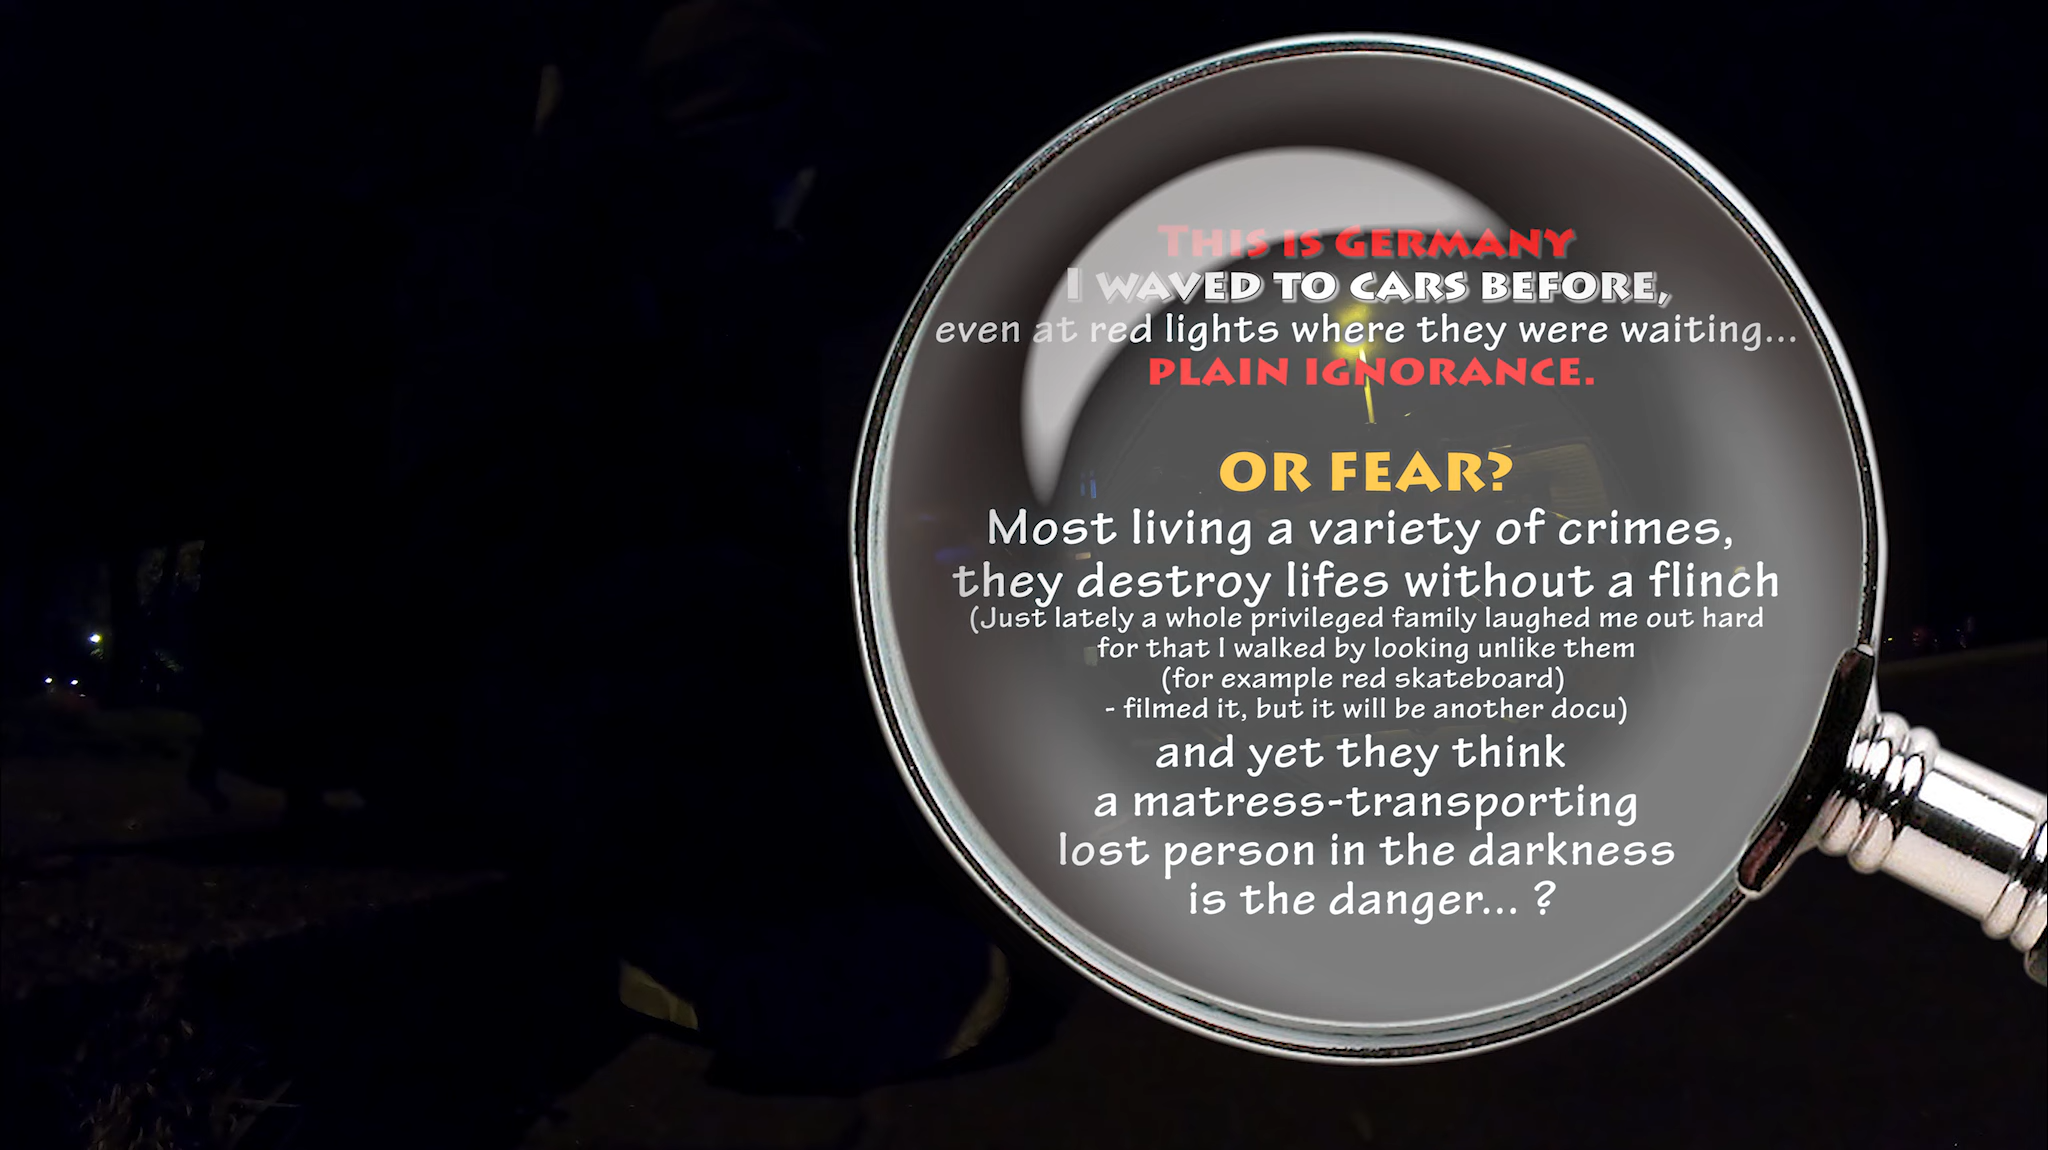 THIS IS GERMANY
I WAVED TO CARS BEFORE,
even at red lights where they were waiting...
PLAIN IGNORANCE.
OR FEAR?
Most living a variety of crimes,
they destroy lifes without a flinch
(Just lately a whole privileged family laughed me out hard
for that I walked by looking unlike them
(for example red skateboard)
- filmed it, but it will be another docu)
and yet they think
a matress-transporting
lost person in the darkness
is the danger... ?